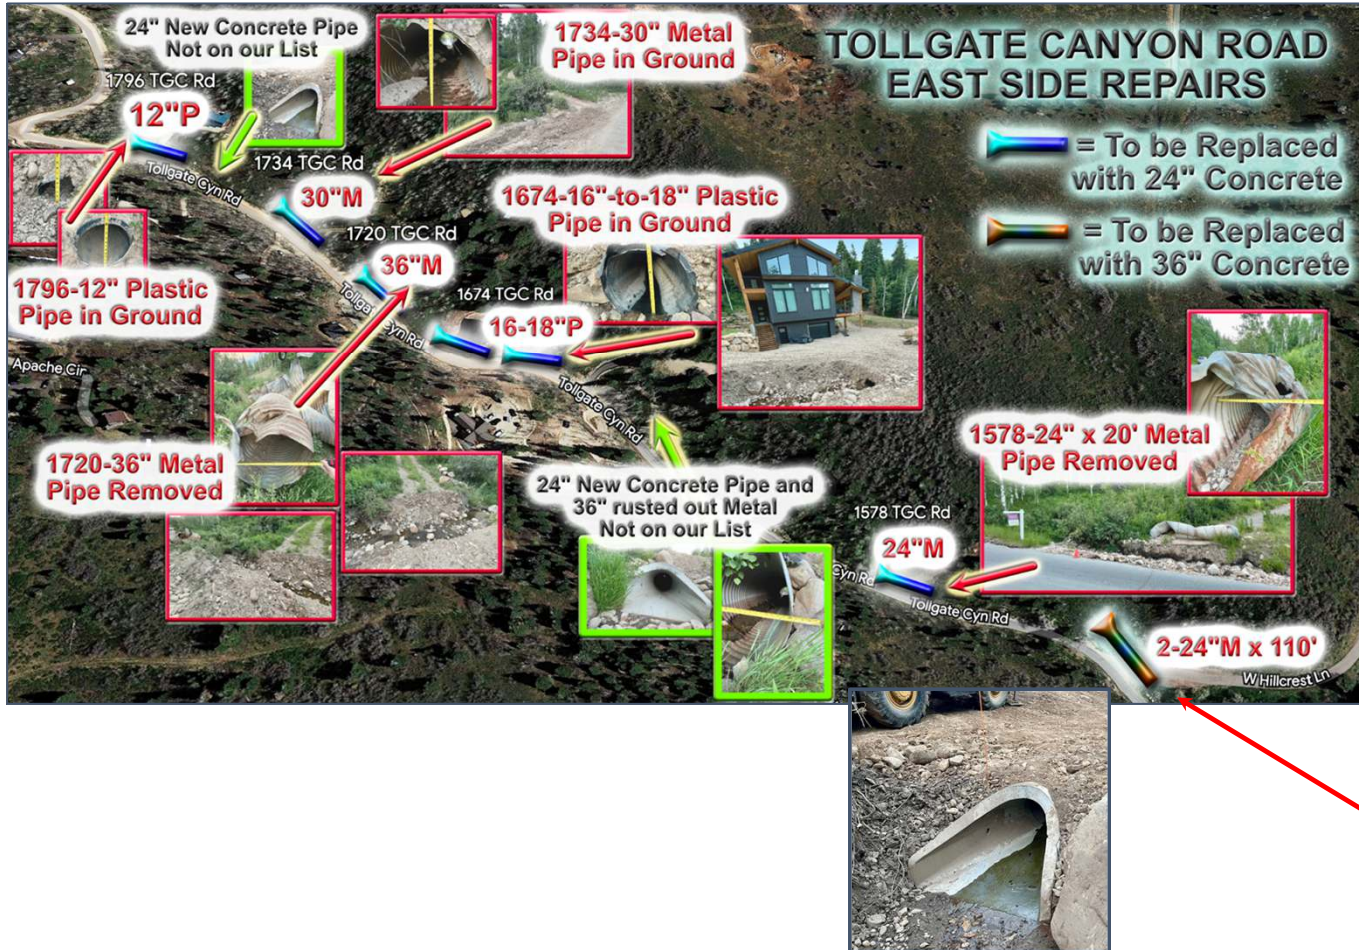 24" New Concrete Pipe
Not on our List
1734-30" Metal
Pipe in Ground
TOLLGATE CANYON ROAD
EAST SIDE REPAIRS
1796 TGC Rd
12"P
= To be Replaced
with 24" Concrete
Tollgate Cyn Rd
1734 TGC Rd
30"M
1674-16"-to-18" Plastic
Pipe in Ground
= To be Replaced
with 36" Concrete
1720 TGC Rd
36"M
1796-12" Plastic
Pipe in Ground
1674 TGC Rd
16-18"P
Tollgate Cyn Rd
Apache Cir
Tollgate Cyn Rd
1720-36" Metal
Pipe Removed
1578-24" x 20' Metal
Pipe Removed
24" New Concrete Pipe and
36" rusted out Metal
Not on our List
1578 TGC Rd
24"M
Cyn Rd
Tollgate Cyn Rd
2-24"M x 110'
W Hillcrest Ln